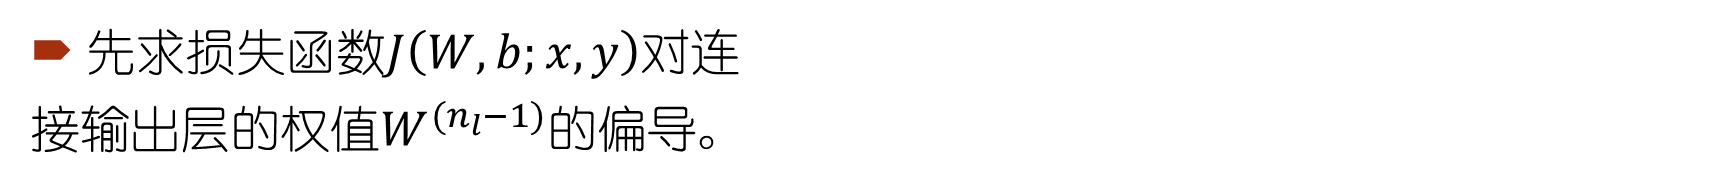 先求损失函数J(W, b; x, y)对连
接输出层的权值W^(n_l−1)的偏导。